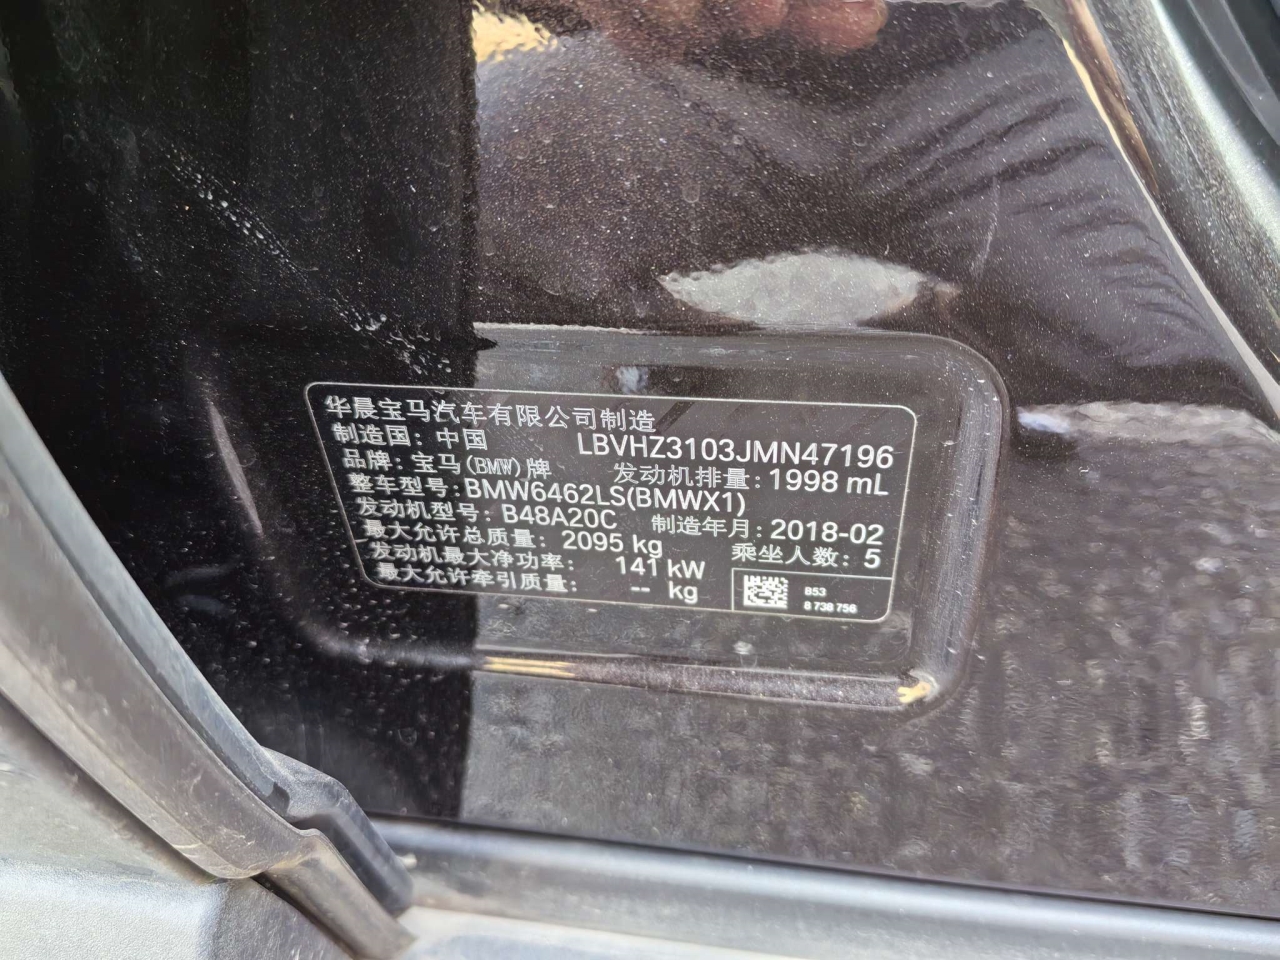 华晨宝马汽车有限公司制造
制造国: 中国 LBVHZ3103JMN47196
品牌: 宝马(BMW)牌 发动机排量: 1998 mL
整车型号: BMW6462LS(BMWX1)
发动机型号: B48A20C 制造年月: 2018-02
最大允许总质量: 2095 kg 乘坐人数: 5
发动机最大净功率: 141 kW
最大允许牵引质量: -- kg
B53
8 738 756